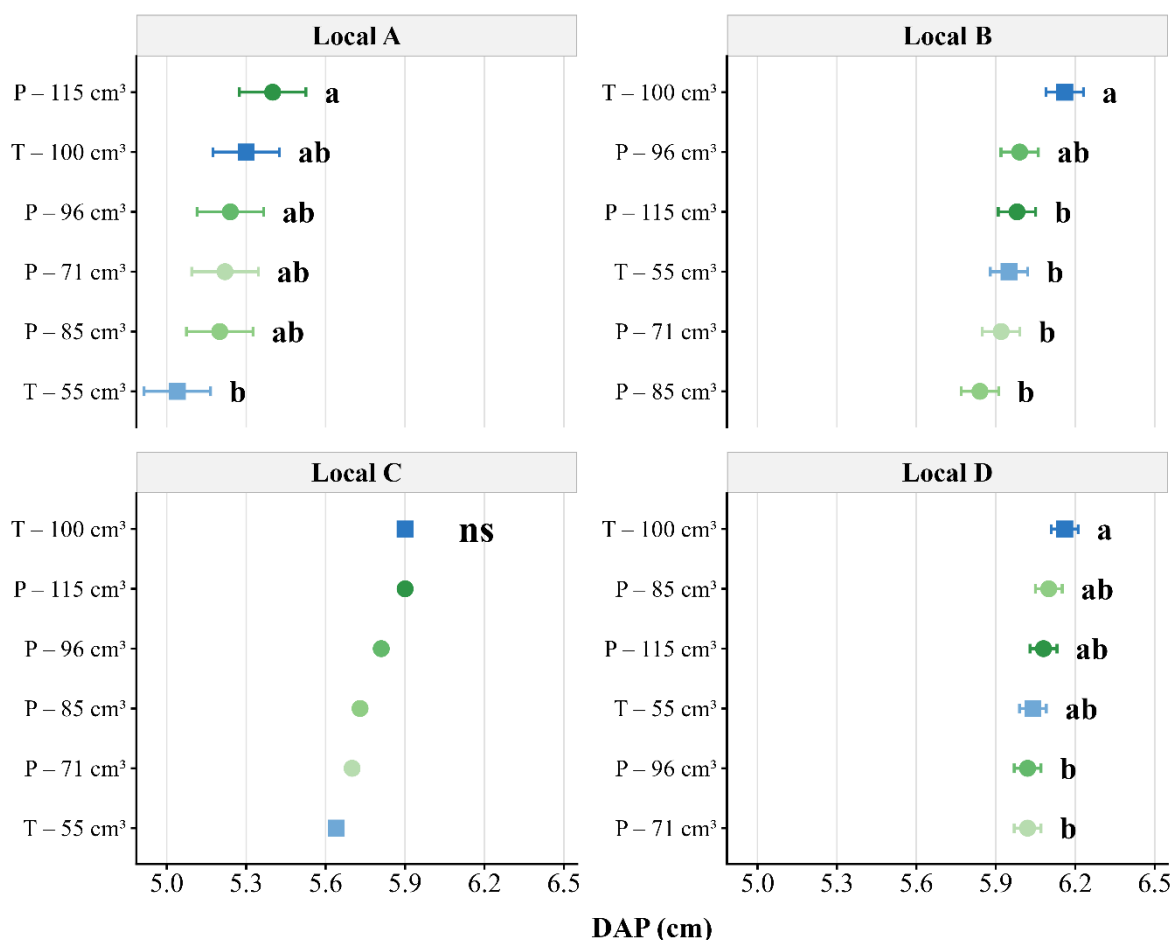 Local A
P – 115 cm³
a
T – 100 cm³
ab
P – 96 cm³
ab
P – 71 cm³
ab
P – 85 cm³
ab
T – 55 cm³
b
Local B
T – 100 cm³
a
P – 96 cm³
ab
P – 115 cm³
b
T – 55 cm³
b
P – 71 cm³
b
P – 85 cm³
b
Local C
T – 100 cm³
ns
P – 115 cm³
P – 96 cm³
P – 85 cm³
P – 71 cm³
T – 55 cm³
5.0 5.3 5.6 5.9 6.2 6.5
Local D
T – 100 cm³
a
P – 85 cm³
ab
P – 115 cm³
ab
T – 55 cm³
ab
P – 96 cm³
b
P – 71 cm³
b
5.0 5.3 5.6 5.9 6.2 6.5
DAP (cm)